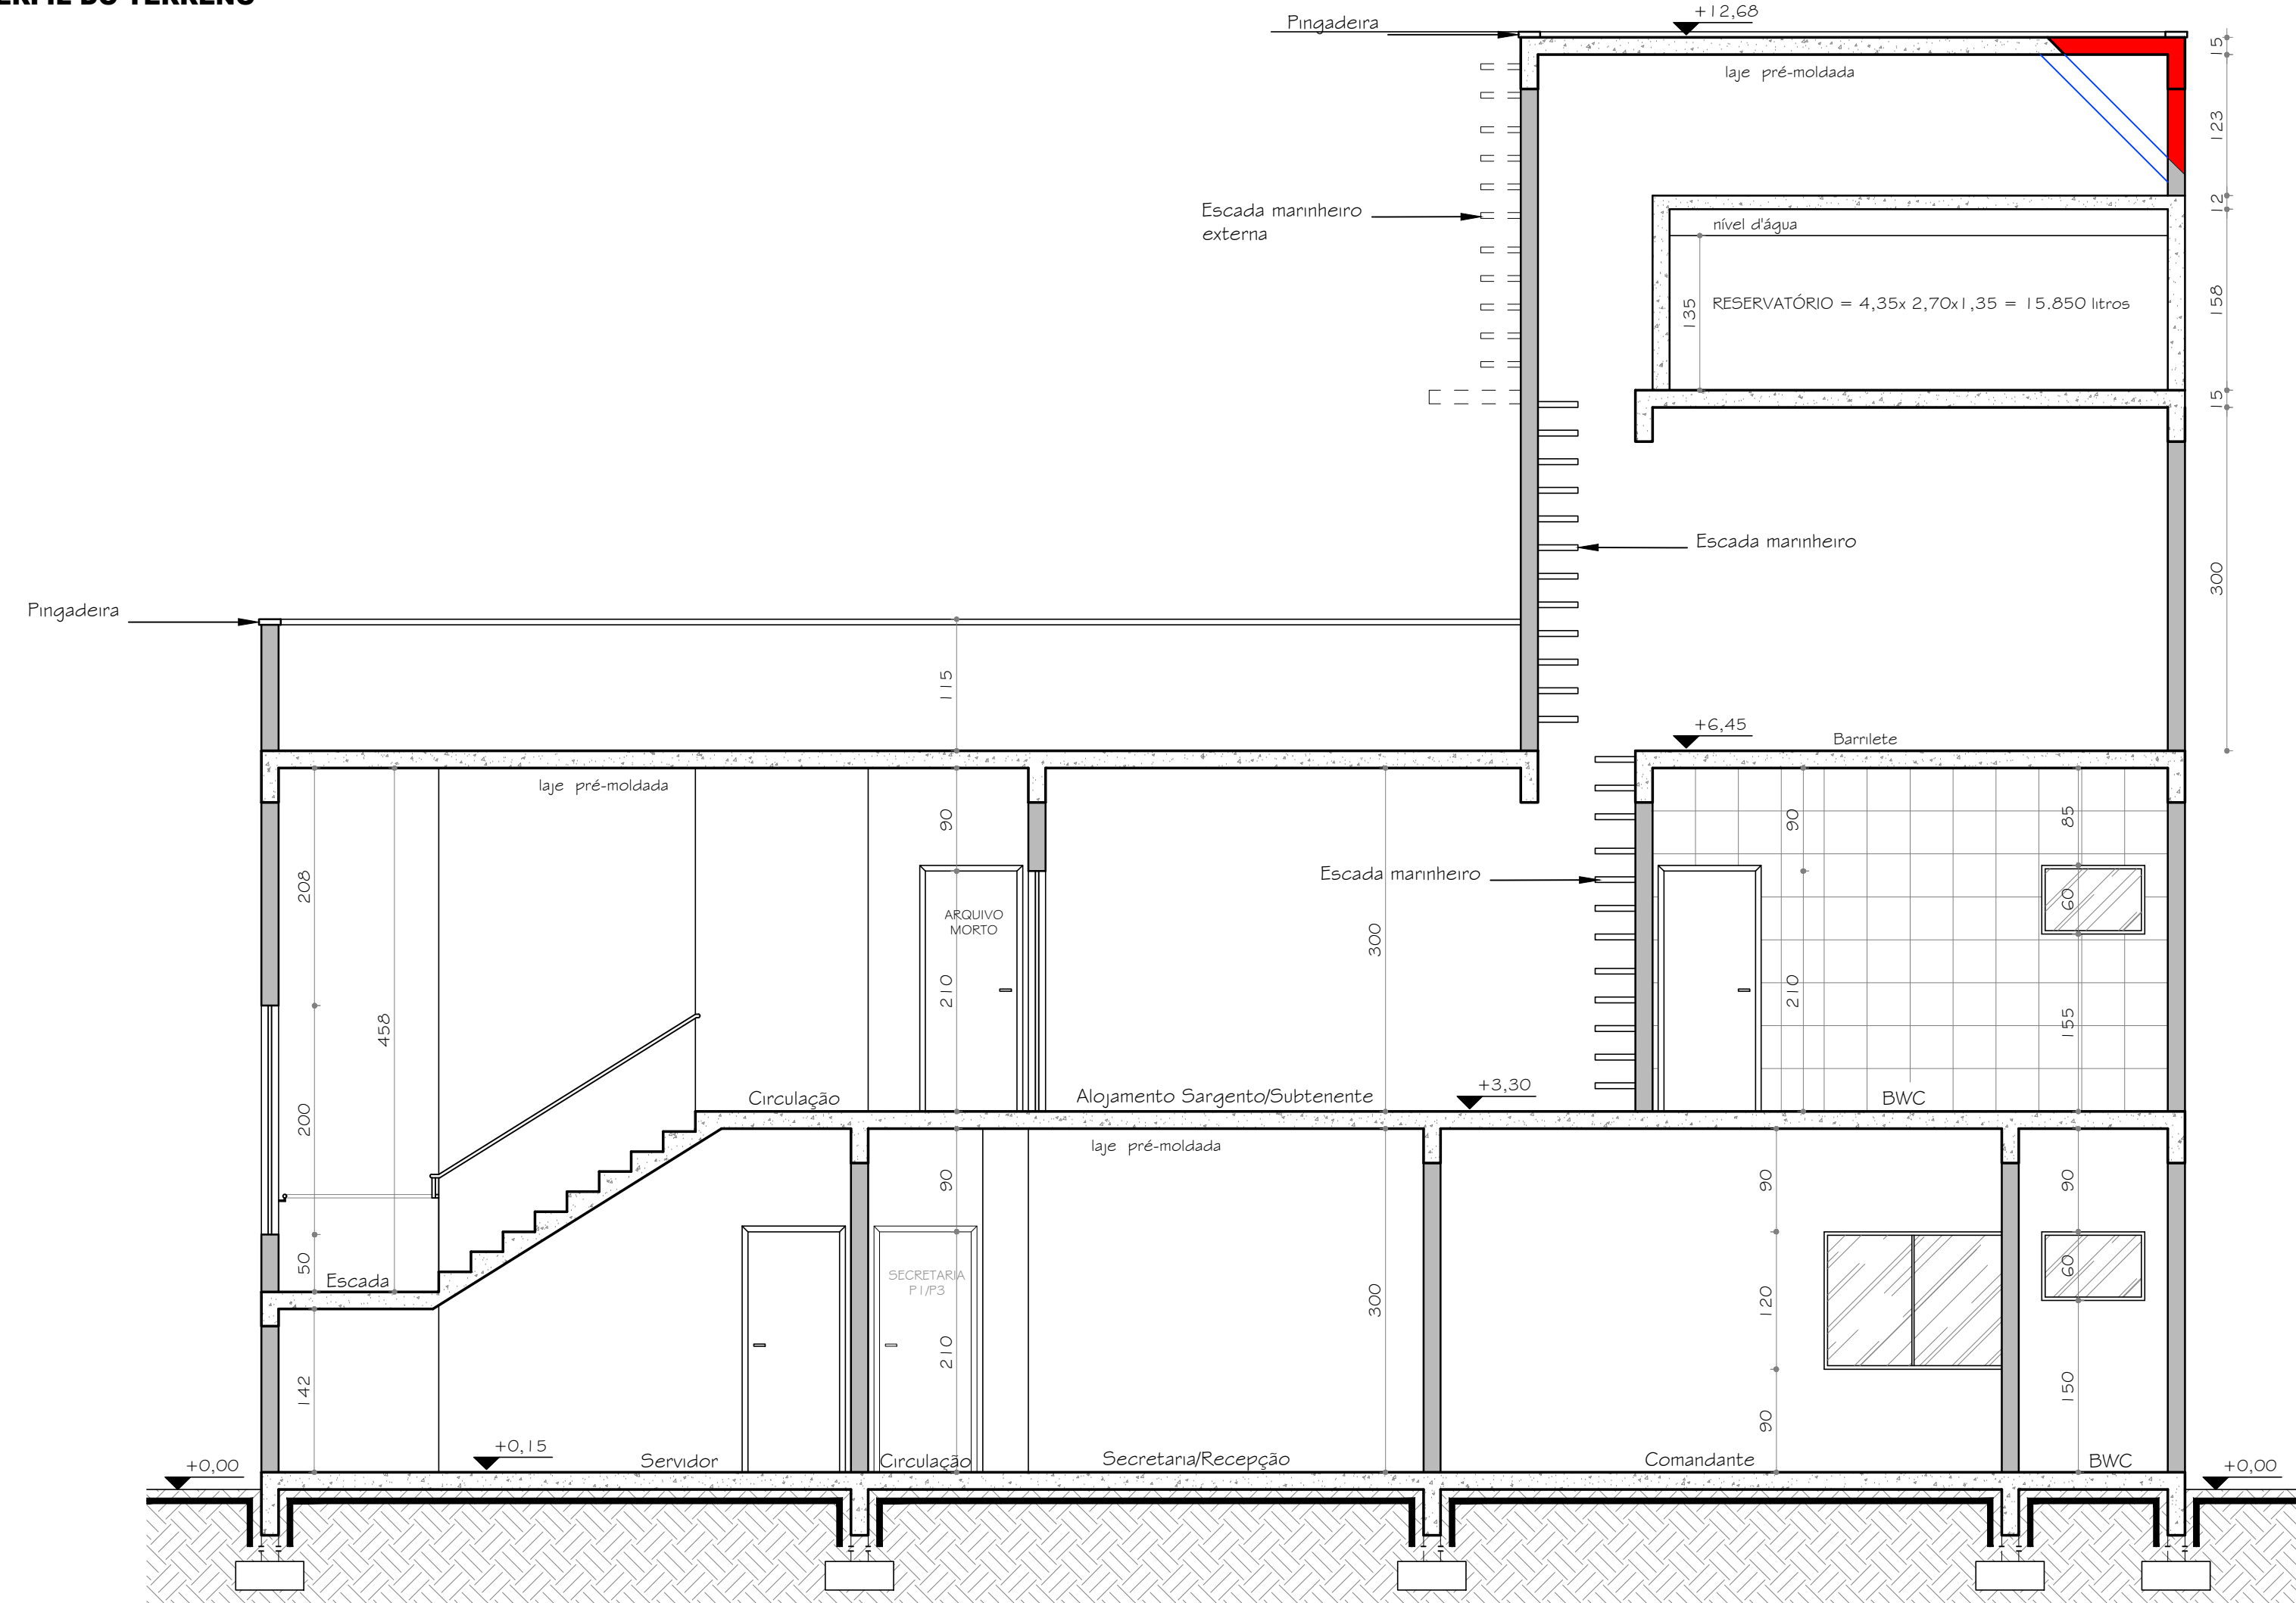 +12,68
Pingadeira
15
laje pré-moldada
123
12
Escada marinheiro
externa
nível d'água
158
135
RESERVATÓRIO = 4,35x 2,70x1,35 = 15.850 litros
15
Escada marinheiro
300
Pingadeira
115
+6,45
Barrilete
laje pré-moldada
90
90
85
208
Escada marinheiro
60
ARQUIVO
MORTO
300
458
210
210
155
200
Circulação
Alojamento Sargento/Subtenente
+3,30
BWC
laje pré-moldada
90
90
90
50
Escada
SECRETARIA
P1/P3
60
300
120
210
142
150
90
+0,00
+0,15
Servidor
Circulação
Secretaria/Recepção
Comandante
BWC
+0,00